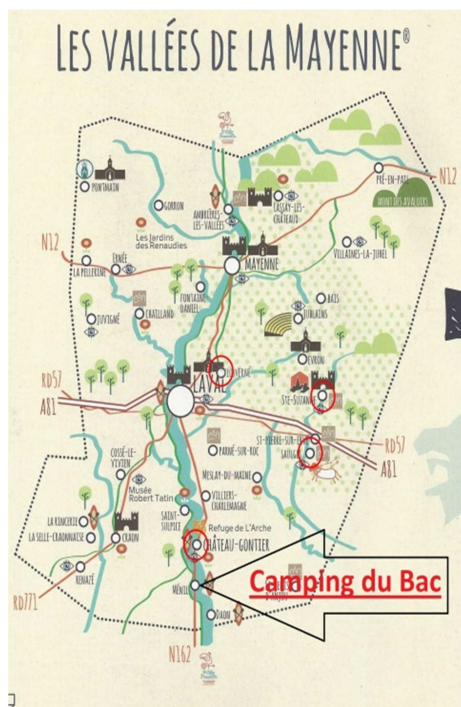 LES VALLÉES DE LA MAYENNE®
PONTMAIN
GORRON
AMBRIÈRES-
LES-VALLÉES
LASSAY-LES-
CHÂTEAUX
PRÉ-EN-PAIL
N12
MONT DES AVALOIRS
Les Jardins
des Renaudies
N12
LA PELLERINE
ERNÉE
MAYENNE
VILLAINES-LA-JUHEL
FONTAINE
DANIEL
BAIS
JUVIGNÉ
CHAILLAND
JUBLAINS
EVRON
LAVAL
RD57
A81
STE-SUZANNE
ST-PIERRE-SUR-ERVE
SAULGES
RD57
A81
COSSÉ-LE-
VIVIEN
PARNÉ-SUR-ROC
MESLAY-DU-MAINE
Musée
Robert Tatin
VILLIERS-
CHARLEMAGNE
SAINT-
SULPICE
LA RINCERIE
LA SELLE-CRAONNAISE
CRAON
Refuge de L'Arche
CHÂTEAU-GONTIER
RENAZÉ
MÉNIL
Camping du Bac
RD771
DAON
N162